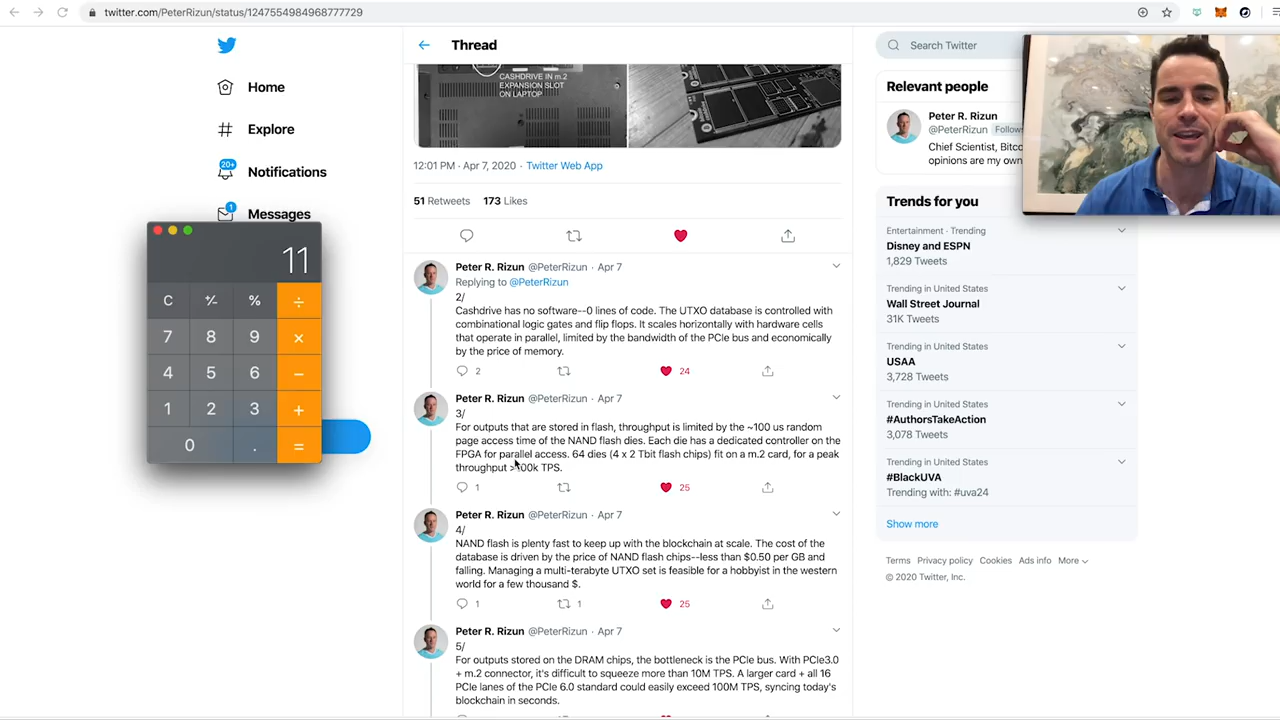 twitter.com/PeterRizun/status/1247554984968777729
Home
Explore
20+
Notifications
1
Messages
11
C +/- % ÷
7 8 9 ×
4 5 6 −
1 2 3 +
0 . =
Thread
CASHDRIVE IN m.2
EXPANSION SLOT
ON LAPTOP
12:01 PM · Apr 7, 2020 · Twitter Web App
51 Retweets 173 Likes
Peter R. Rizun @PeterRizun · Apr 7
Replying to @PeterRizun
2/
Cashdrive has no software--0 lines of code. The UTXO database is controlled with
combinational logic gates and flip flops. It scales horizontally with hardware cells
that operate in parallel, limited by the bandwidth of the PCIe bus and economically
by the price of memory.
2 24
Peter R. Rizun @PeterRizun · Apr 7
3/
For outputs that are stored in flash, throughput is limited by the ~100 us random
page access time of the NAND flash dies. Each die has a dedicated controller on the
FPGA for parallel access. 64 dies (4 x 2 Tbit flash chips) fit on a m.2 card, for a peak
throughput >100k TPS.
1 25
Peter R. Rizun @PeterRizun · Apr 7
4/
NAND flash is plenty fast to keep up with the blockchain at scale. The cost of the
database is driven by the price of NAND flash chips--less than $0.50 per GB and
falling. Managing a multi-terabyte UTXO set is feasible for a hobbyist in the western
world for a few thousand $.
1 1 25
Peter R. Rizun @PeterRizun · Apr 7
5/
For outputs stored on the DRAM chips, the bottleneck is the PCIe bus. With PCIe3.0
+ m.2 connector, it's difficult to squeeze more than 10M TPS. A larger card + all 16
PCIe lanes of the PCIe 6.0 standard could easily exceed 100M TPS, syncing today's
blockchain in seconds.
Search Twitter
Relevant people
Peter R. Rizun
@PeterRizun Follows
Chief Scientist, Bitco
opinions are my own
Trends for you
Entertainment · Trending
Disney and ESPN
1,829 Tweets
Trending in United States
Wall Street Journal
31K Tweets
Trending in United States
USAA
3,728 Tweets
Trending in United States
#AuthorsTakeAction
3,078 Tweets
Trending in United States
#BlackUVA
Trending with: #uva24
Show more
Terms Privacy policy Cookies Ads info More
© 2020 Twitter, Inc.